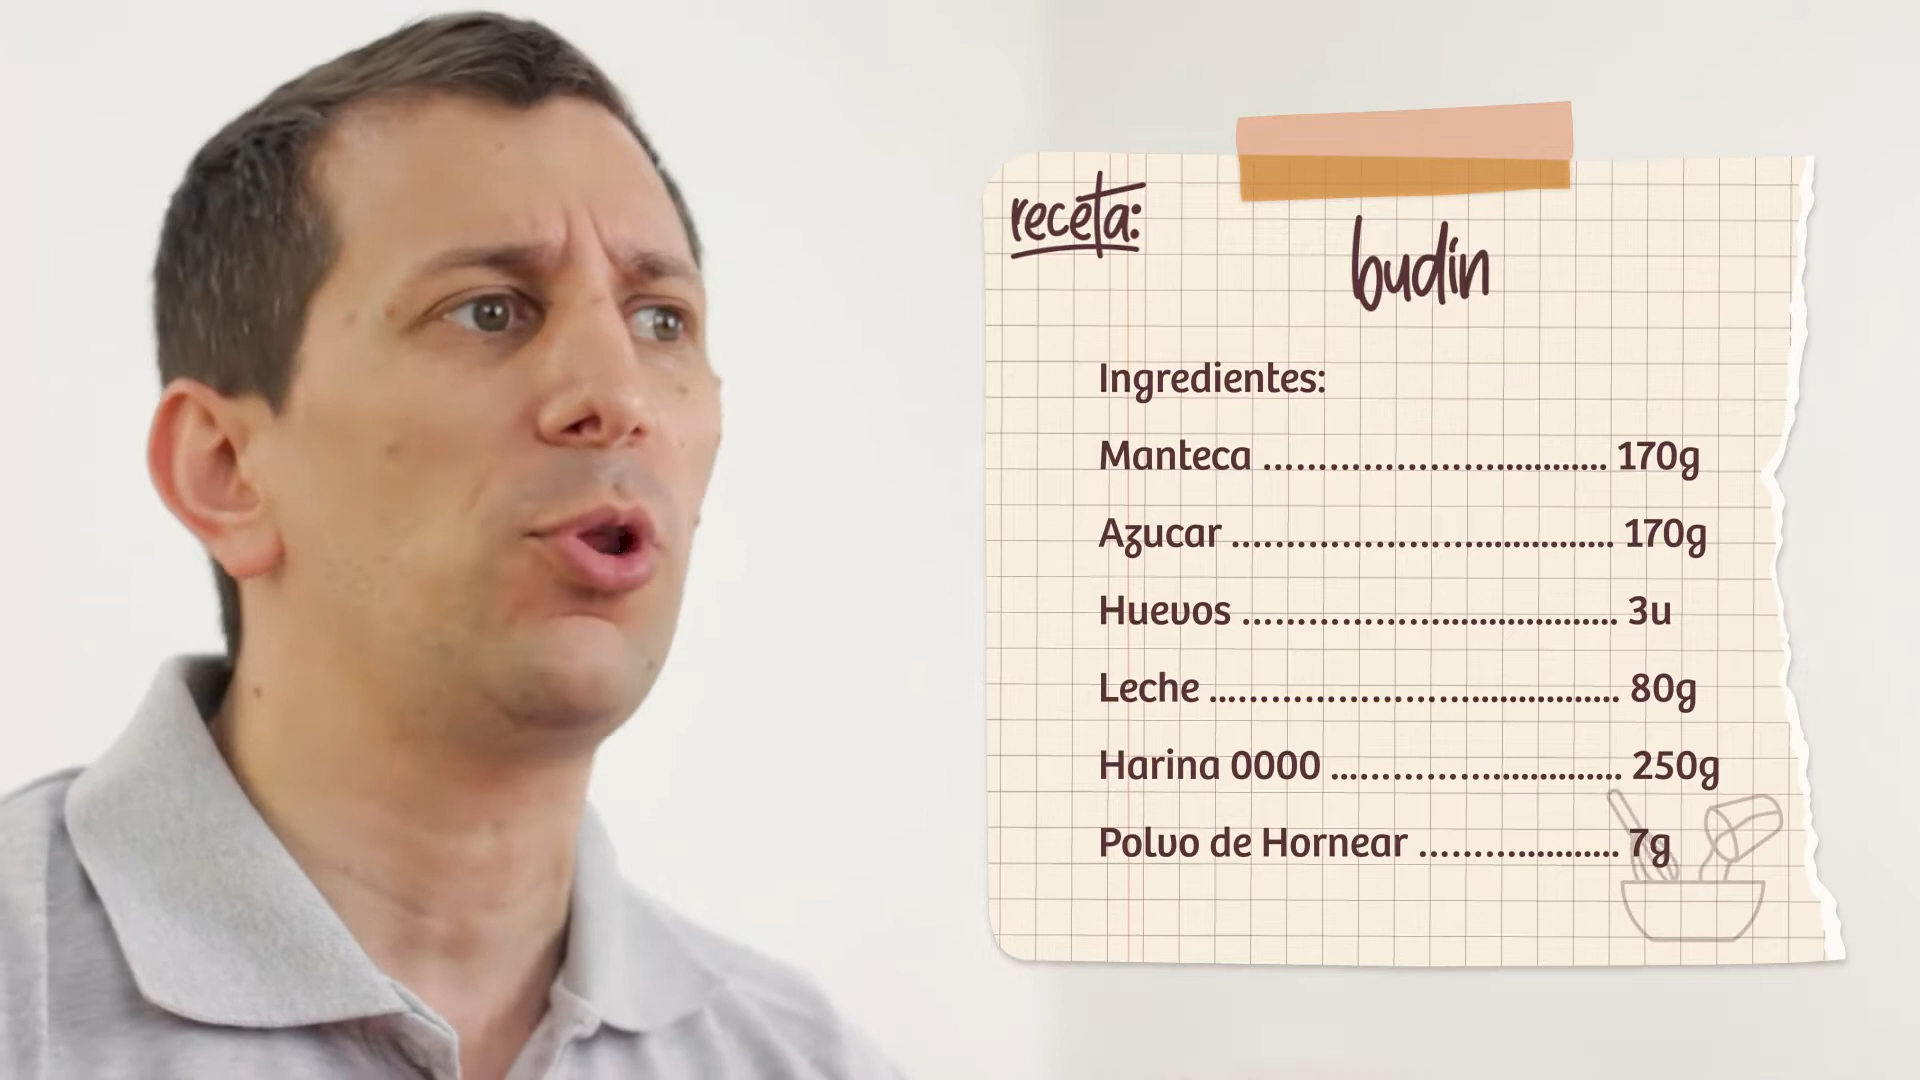 receta:
budin
Ingredientes:
Manteca ................................... 170g
Azucar ....................................... 170g
Huevos ...................................... 3u
Leche ......................................... 80g
Harina 0000 .............................. 250g
Polvo de Hornear .................... 7g